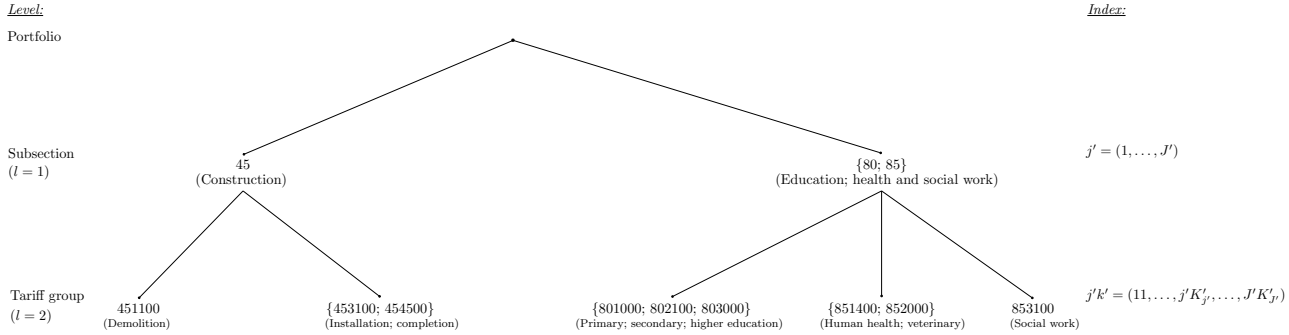 Level:
Index:
Portfolio
Subsection
(l = 1)
45
(Construction)
{80; 85}
(Education; health and social work)
j′ = (1, . . . , J′)
Tariff group
(l = 2)
451100
(Demolition)
{453100; 454500}
(Installation; completion)
{801000; 802100; 803000}
(Primary; secondary; higher education)
{851400; 852000}
(Human health; veterinary)
853100
(Social work)
j′k′ = (11, . . . , j′K′_{j′}, . . . , J′K′_{J′})